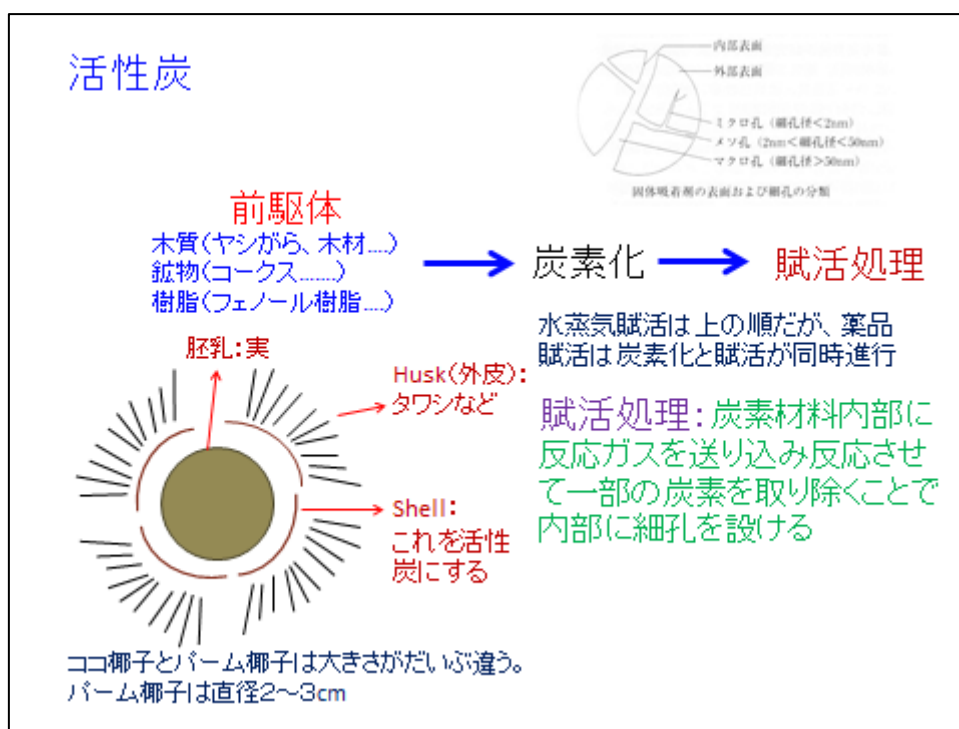 活性炭
内部表面
外部表面
ミクロ孔（細孔径<2nm）
メソ孔（2nm<細孔径<50nm）
マクロ孔（細孔径>50nm）
固体吸着剤の表面および細孔の分類
前駆体
木質(ヤシがら、木材....)
鉱物(コークス.......)
樹脂(フェノール樹脂....)
炭素化
賦活処理
水蒸気賦活は上の順だが、薬品
賦活は炭素化と賦活が同時進行
胚乳：実
Husk(外皮)：
タワシなど
賦活処理：炭素材料内部に
反応ガスを送り込み反応させ
て一部の炭素を取り除くことで
内部に細孔を設ける
Shell：
これを活性
炭にする
ココ椰子とパーム椰子は大きさがだいぶ違う。
パーム椰子は直径2～3cm